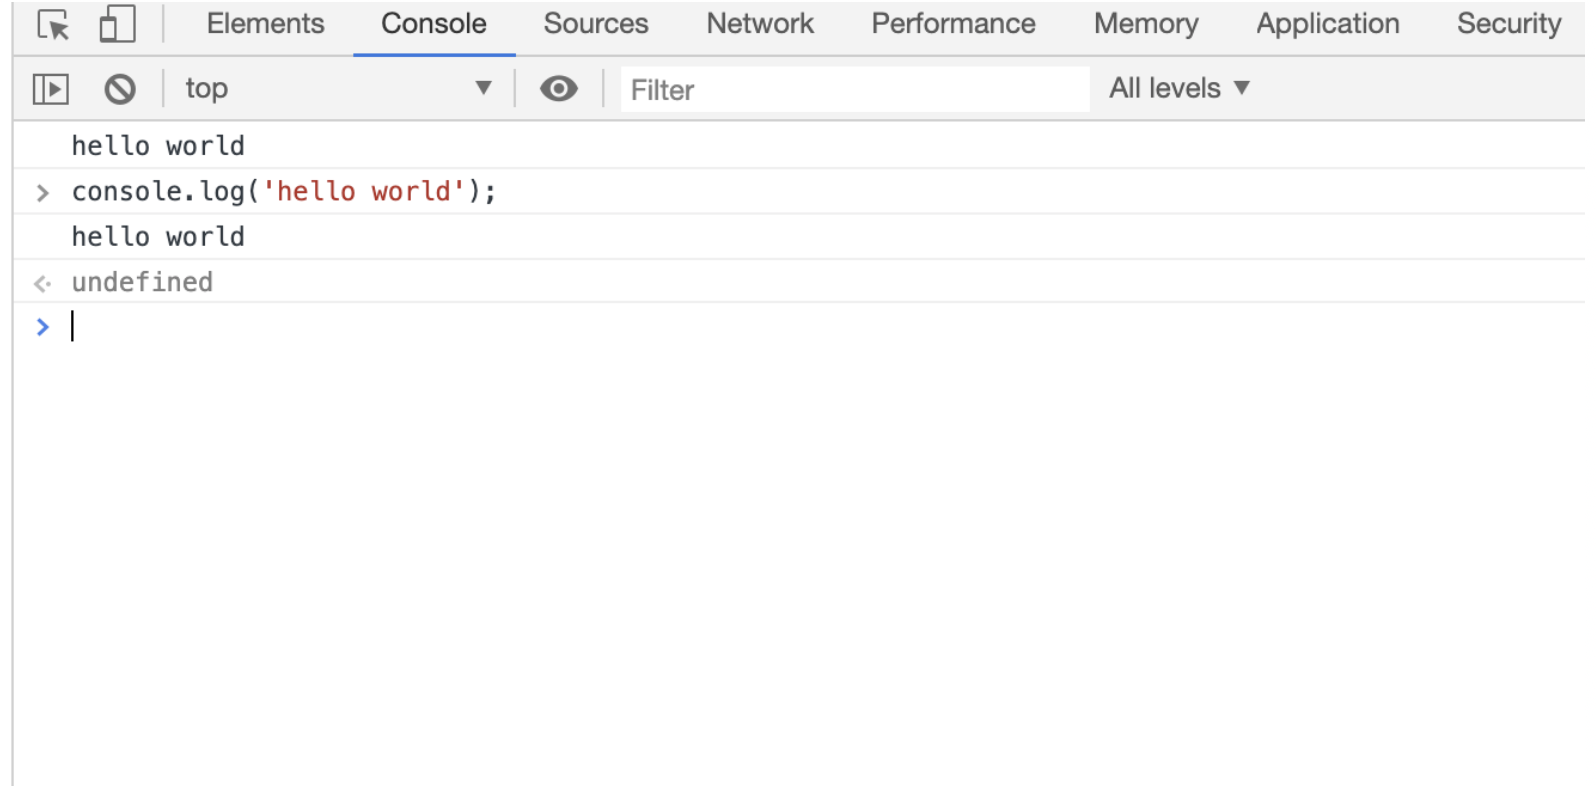 Elements Console Sources Network Performance Memory Application Security
top Filter All levels
hello world
console.log('hello world');
hello world
undefined